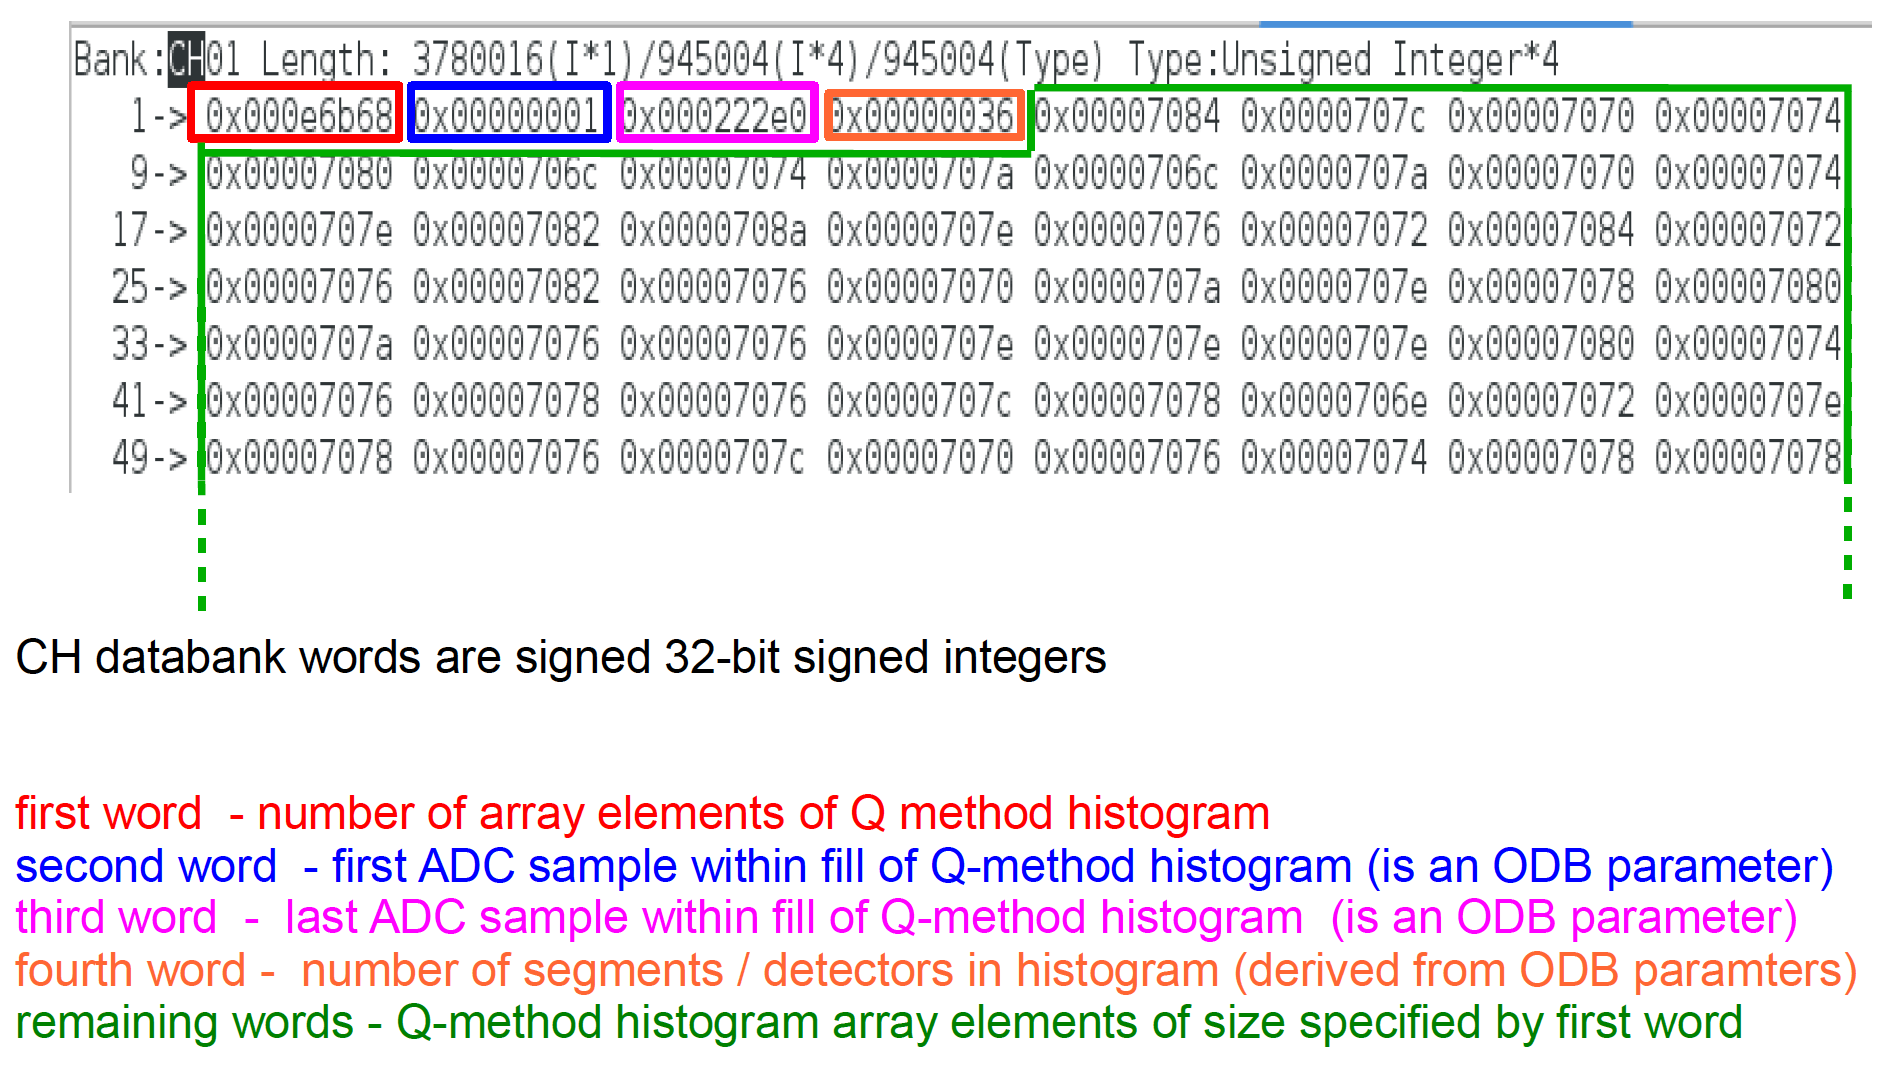 Bank:CH01 Length: 3780016(I*1)/945004(I*4)/945004(Type) Type:Unsigned Integer*4
1-> 0x000e6b68 0x00000001 0x000222e0 0x00000036 0x00007084 0x0000707c 0x00007070 0x00007074
9-> 0x00007080 0x0000706c 0x00007074 0x0000707a 0x0000706c 0x0000707a 0x00007070 0x00007074
17-> 0x0000707e 0x00007082 0x0000708a 0x0000707e 0x00007076 0x00007072 0x00007084 0x00007072
25-> 0x00007076 0x00007082 0x00007076 0x00007070 0x0000707a 0x0000707e 0x00007078 0x00007080
33-> 0x0000707a 0x00007076 0x00007076 0x0000707e 0x0000707e 0x0000707e 0x00007080 0x00007074
41-> 0x00007076 0x00007078 0x00007076 0x0000707c 0x00007078 0x0000706e 0x00007072 0x0000707e
49-> 0x00007078 0x00007076 0x0000707c 0x00007070 0x00007076 0x00007074 0x00007078 0x00007078
CH databank words are signed 32-bit signed integers
first word - number of array elements of Q method histogram
second word - first ADC sample within fill of Q-method histogram (is an ODB parameter)
third word - last ADC sample within fill of Q-method histogram (is an ODB parameter)
fourth word - number of segments / detectors in histogram (derived from ODB paramters)
remaining words - Q-method histogram array elements of size specified by first word